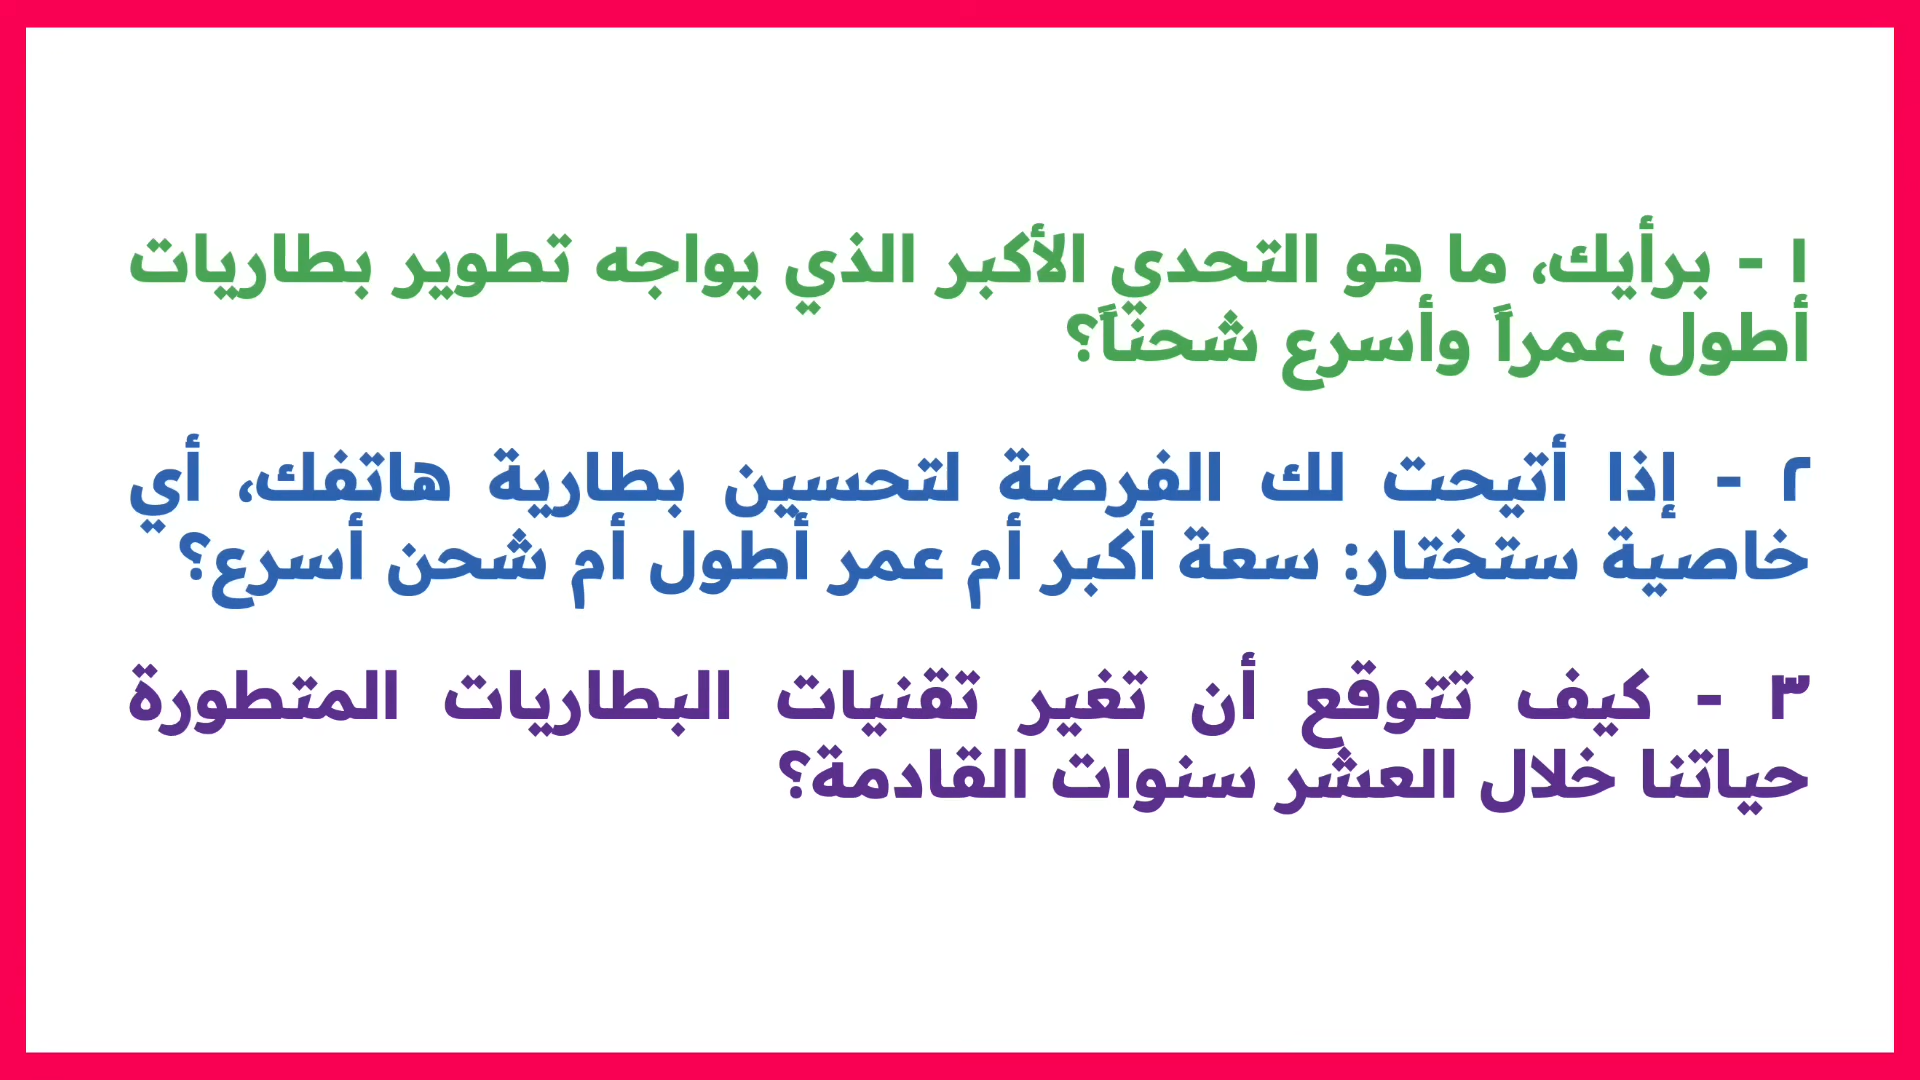 ١ - برأيك، ما هو التحدي الأكبر الذي يواجه تطوير بطاريات
أطول عمراً وأسرع شحناً؟
٢ - إذا أتيحت لك الفرصة لتحسين بطارية هاتفك، أي
خاصية ستختار: سعة أكبر أم عمر أطول أم شحن أسرع؟
٣ - كيف تتوقع أن تغير تقنيات البطاريات المتطورة
حياتنا خلال العشر سنوات القادمة؟